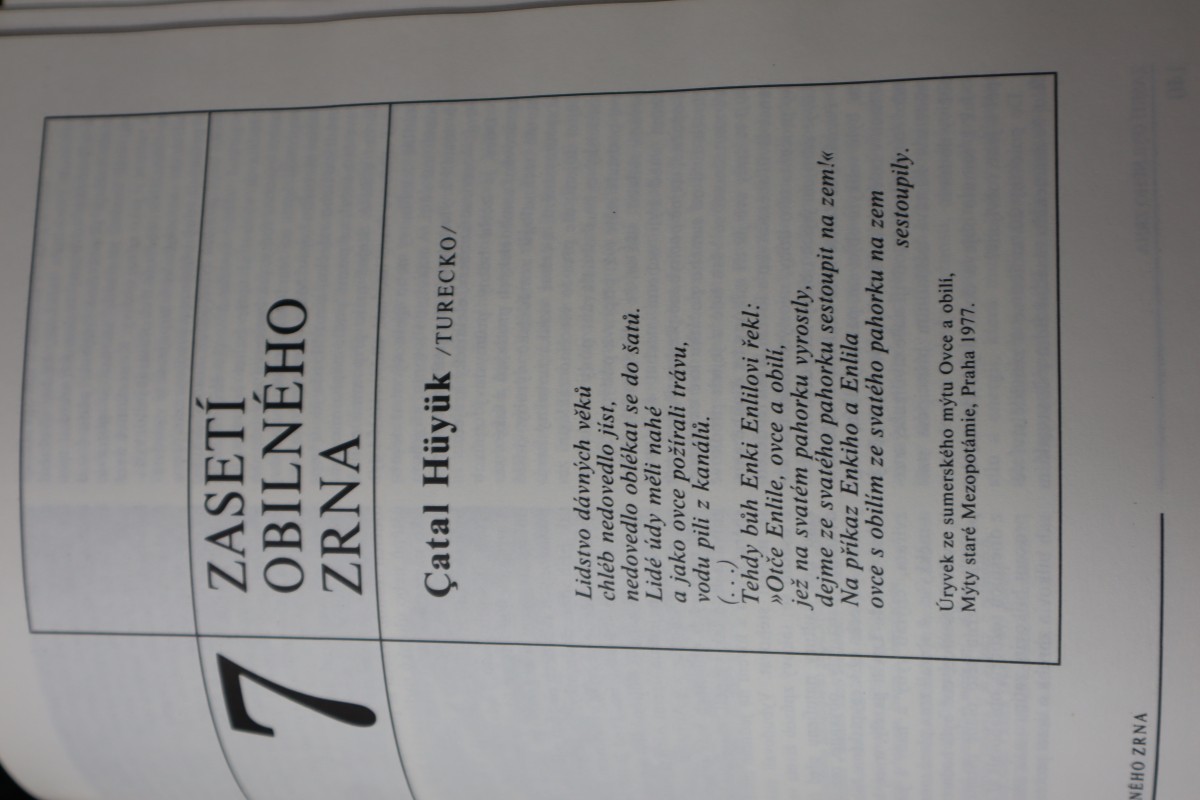 7
ZASETÍ
OBILNÉHO
ZRNA
Çatal Hüyük /TURECKO/
Lidstvo dávných věků
chléb nedovedlo jíst,
nedovedlo oblékat se do šatů.
Lidé údy měli nahé
a jako ovce požírali trávu,
vodu pili z kanálů.
(...)
Tehdy bůh Enki Enlilovi řekl:
»Otče Enlile, ovce a obilí,
jež na svatém pahorku vyrostly,
dejme ze svatého pahorku sestoupit na zem!«
Na příkaz Enkiho a Enlila
ovce s obilím ze svatého pahorku na zem
sestoupily.
Úryvek ze sumerského mýtu Ovce a obilí,
Mýty staré Mezopotámie, Praha 1977.
NÉHO ZRNA